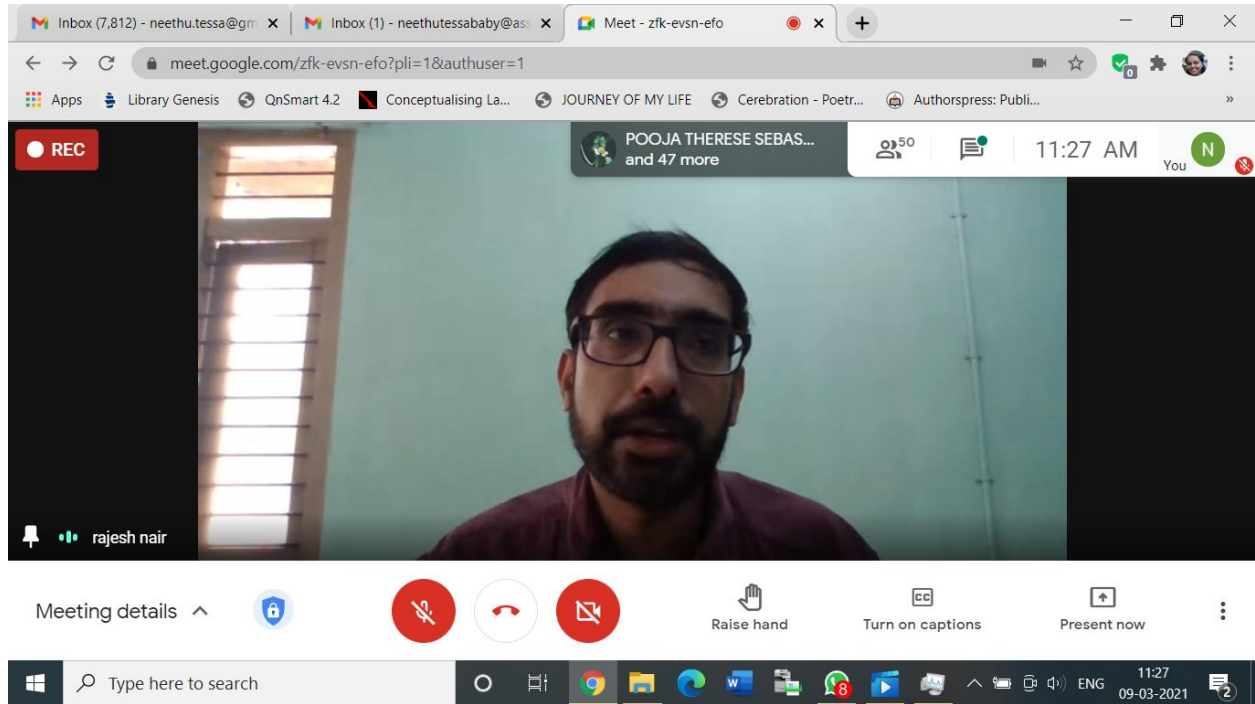 Inbox (7,812) - neethu.tessa@gm
Inbox (1) - neethutessababy@ass
Meet - zfk-evsn-efo
meet.google.com/zfk-evsn-efo?pli=1&authuser=1
0
Apps
Library Genesis
QnSmart 4.2
Conceptualising La...
JOURNEY OF MY LIFE
Cerebration - Poetr...
Authorspress: Publi...
»
REC
POOJA THERESE SEBAS...
and 47 more
50
11:27 AM
You
N
rajesh nair
Meeting details
Raise hand
CC
Turn on captions
Present now
Type here to search
W
8
ENG
11:27
09-03-2021
2